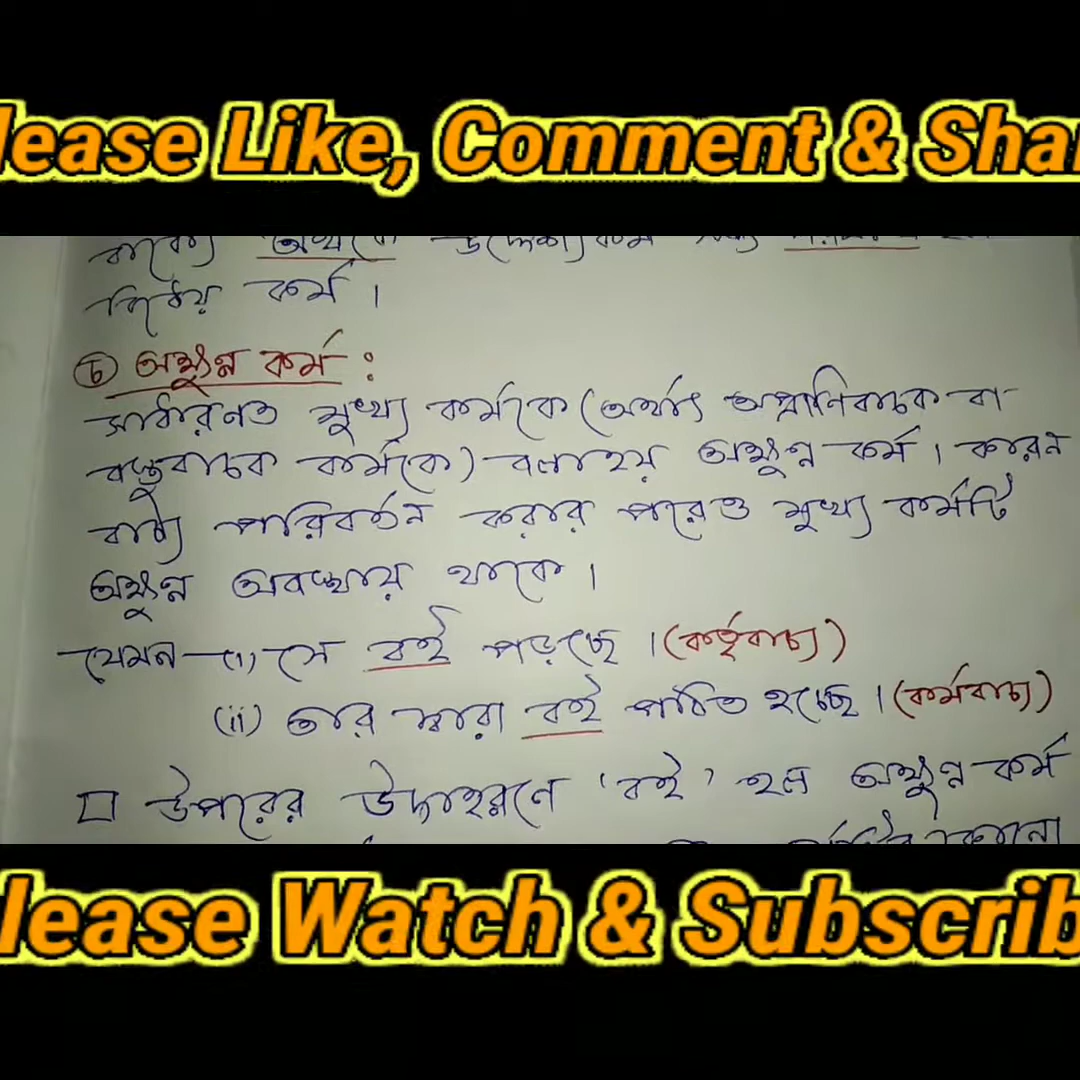 lease Like, Comment & Shar
বাক্যে
বিধেয় কর্ম ।
৮ অক্ষুন্ন কর্ম :
সাধারনত মুখ্য কর্মকে (অর্থাৎ অপ্রাণিবাচক বা
বস্তুবাচক কর্মকে) বলাহয় অক্ষুন্ন কর্ম । কারন
বাচ্য পরিবর্তন করার পরেও মুখ্য কর্মটি
অক্ষুন্ন অবস্থায় থাকে ।
যেমন - (i) সে বই পড়ছে । (কর্তৃবাচ্য)
(ii) তার দ্বারা বই পঠিত হচ্ছে । (কর্মবাচ্য)
উপরের উদাহরনে 'বই' হল অক্ষুন্ন কর্ম
lease Watch & Subscrib